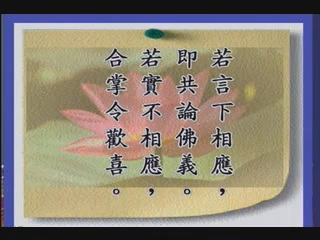 若言下相應，
即共論佛義。
若實不相應，
合掌令歡喜。